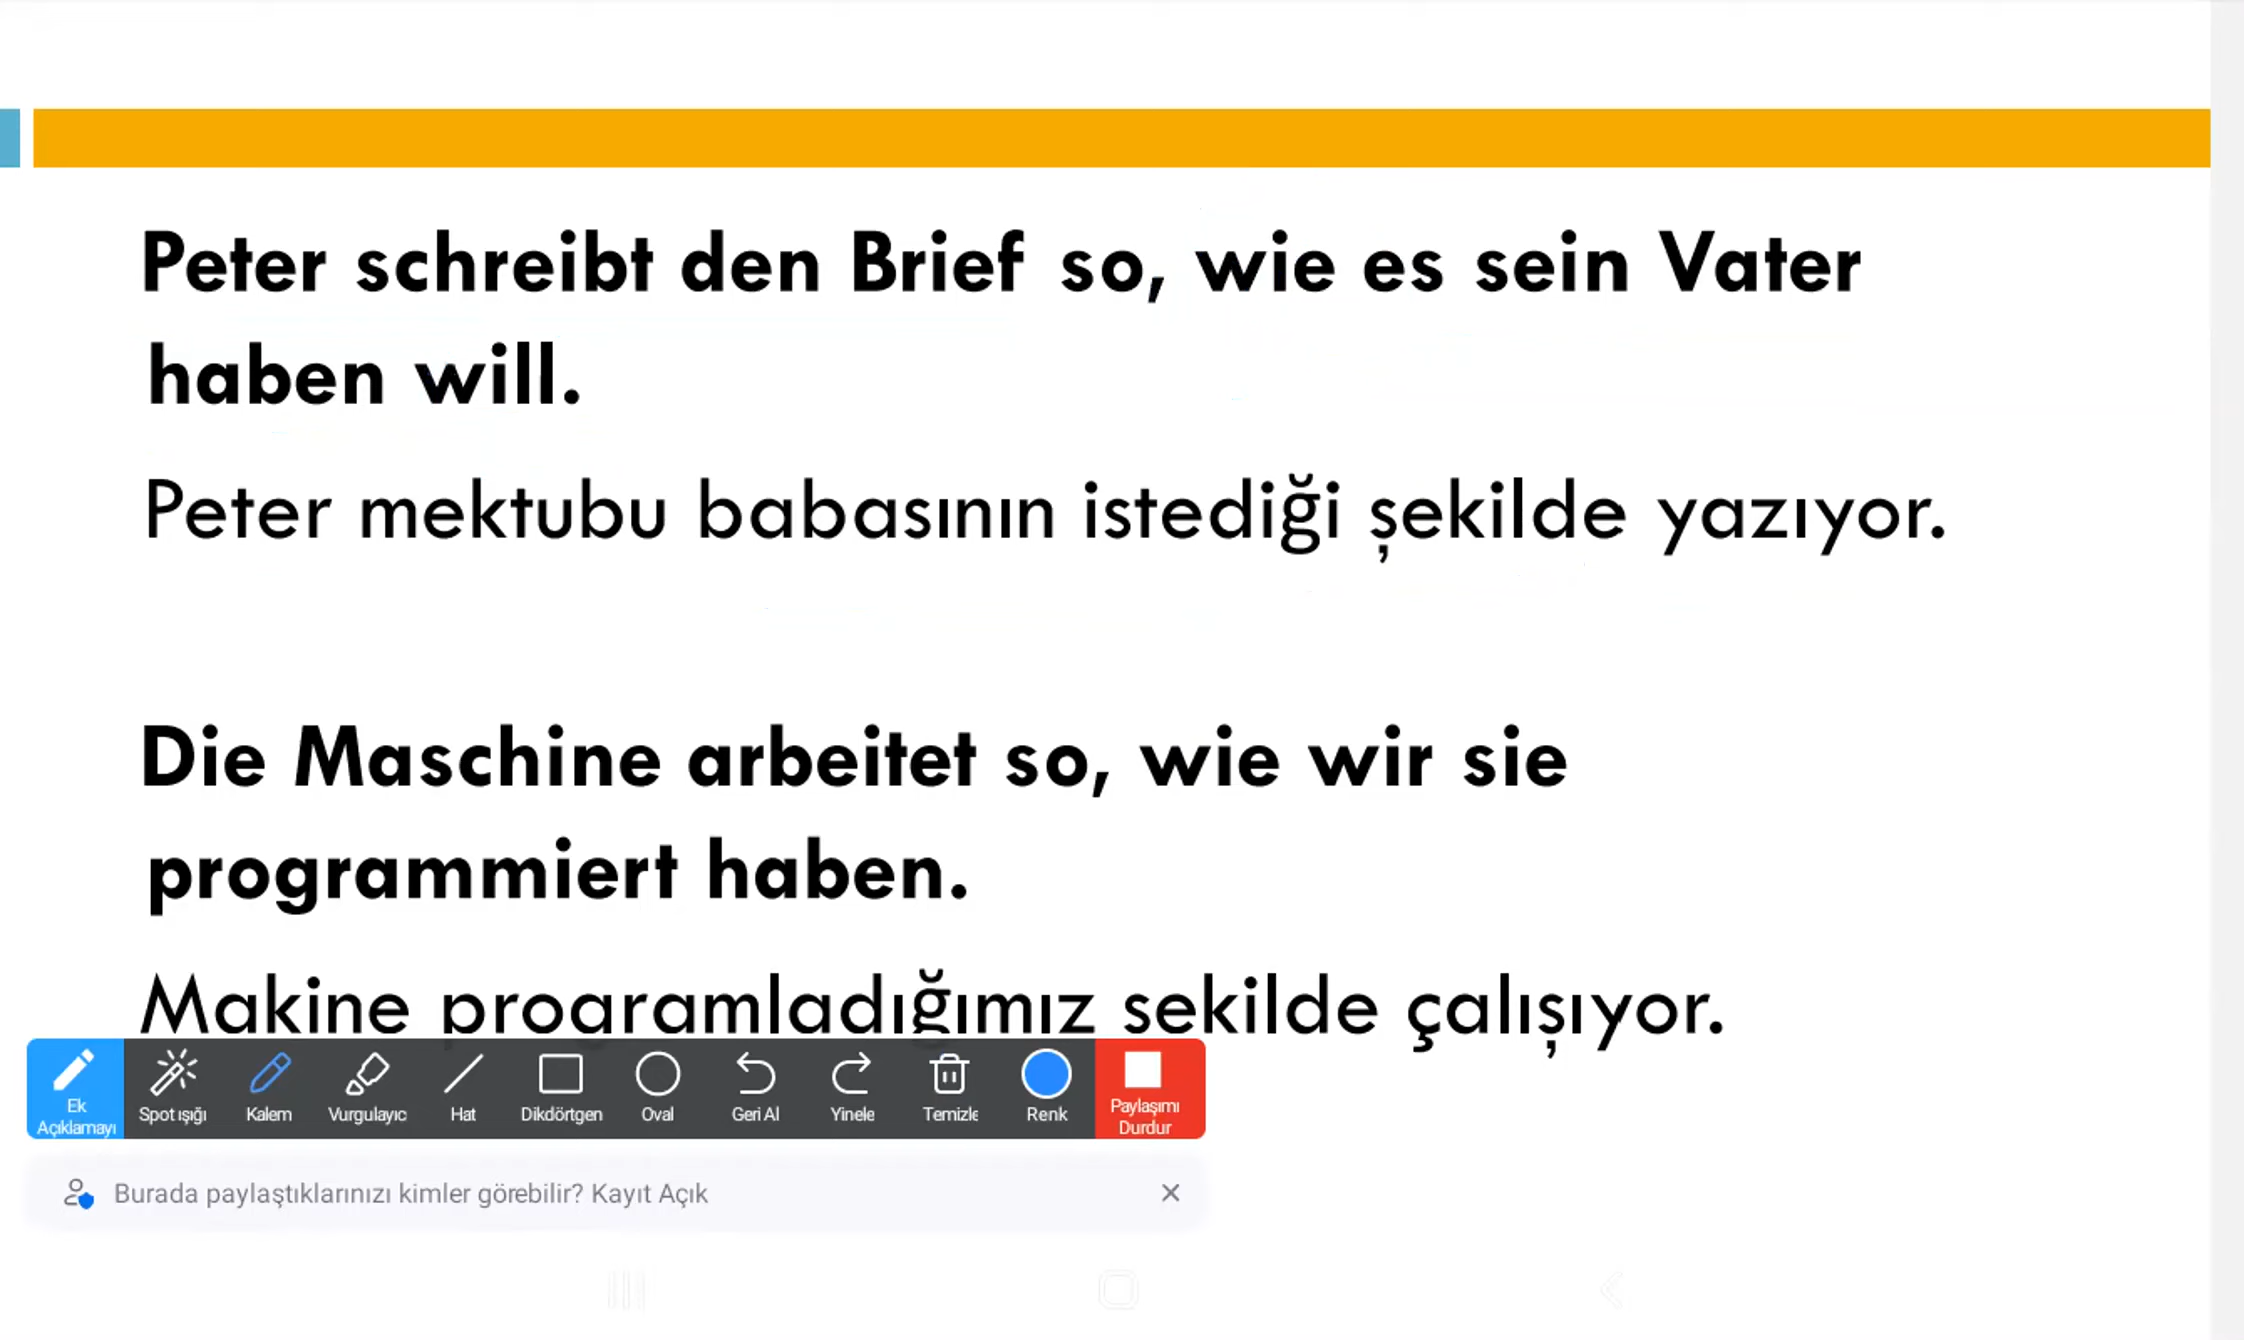 Peter schreibt den Brief so, wie es sein Vater
haben will.
Peter mektubu babasının istediği şekilde yazıyor.
Die Maschine arbeitet so, wie wir sie
programmiert haben.
Makine programladığımız şekilde çalışıyor.
Ek Açıklamayı Spot ışığı Kalem Vurgulayıc Hat Dikdörtgen Oval Geri Al Yinele Temizle Renk Paylaşımı Durdur
Burada paylaştıklarınızı kimler görebilir? Kayıt Açık